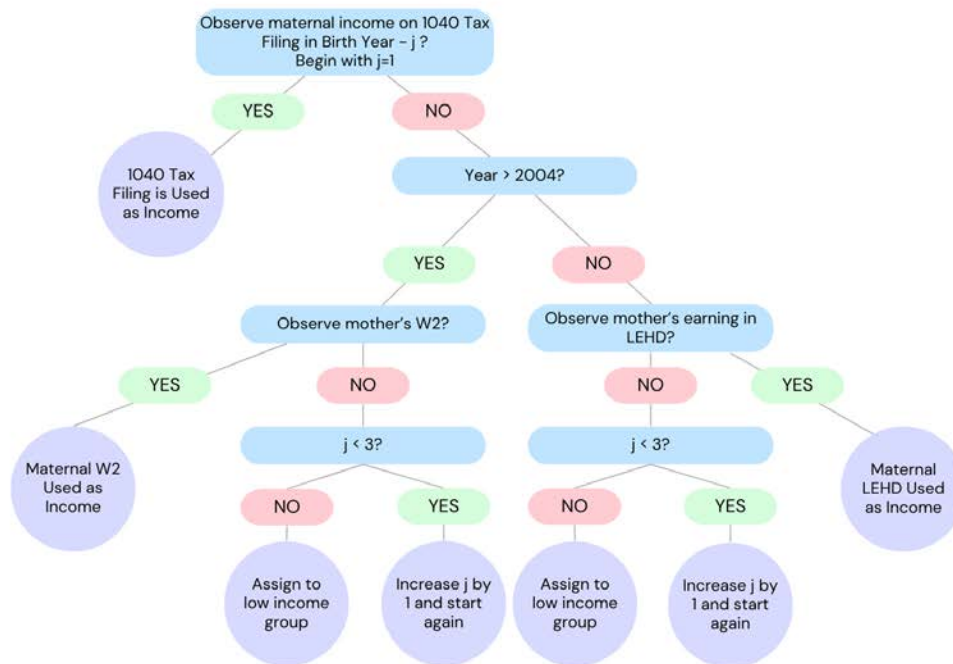 Observe maternal income on 1040 Tax
Filing in Birth Year - j ?
Begin with j=1
YES
NO
1040 Tax
Filing is Used
as Income
Year > 2004?
YES
NO
Observe mother's W2?
Observe mother's earning in
LEHD?
YES
NO
NO
YES
Maternal W2
Used as
Income
j < 3?
j < 3?
Maternal
LEHD Used
as Income
NO
YES
NO
YES
Assign to
low income
group
Increase j by
1 and start
again
Assign to
low income
group
Increase j by
1 and start
again